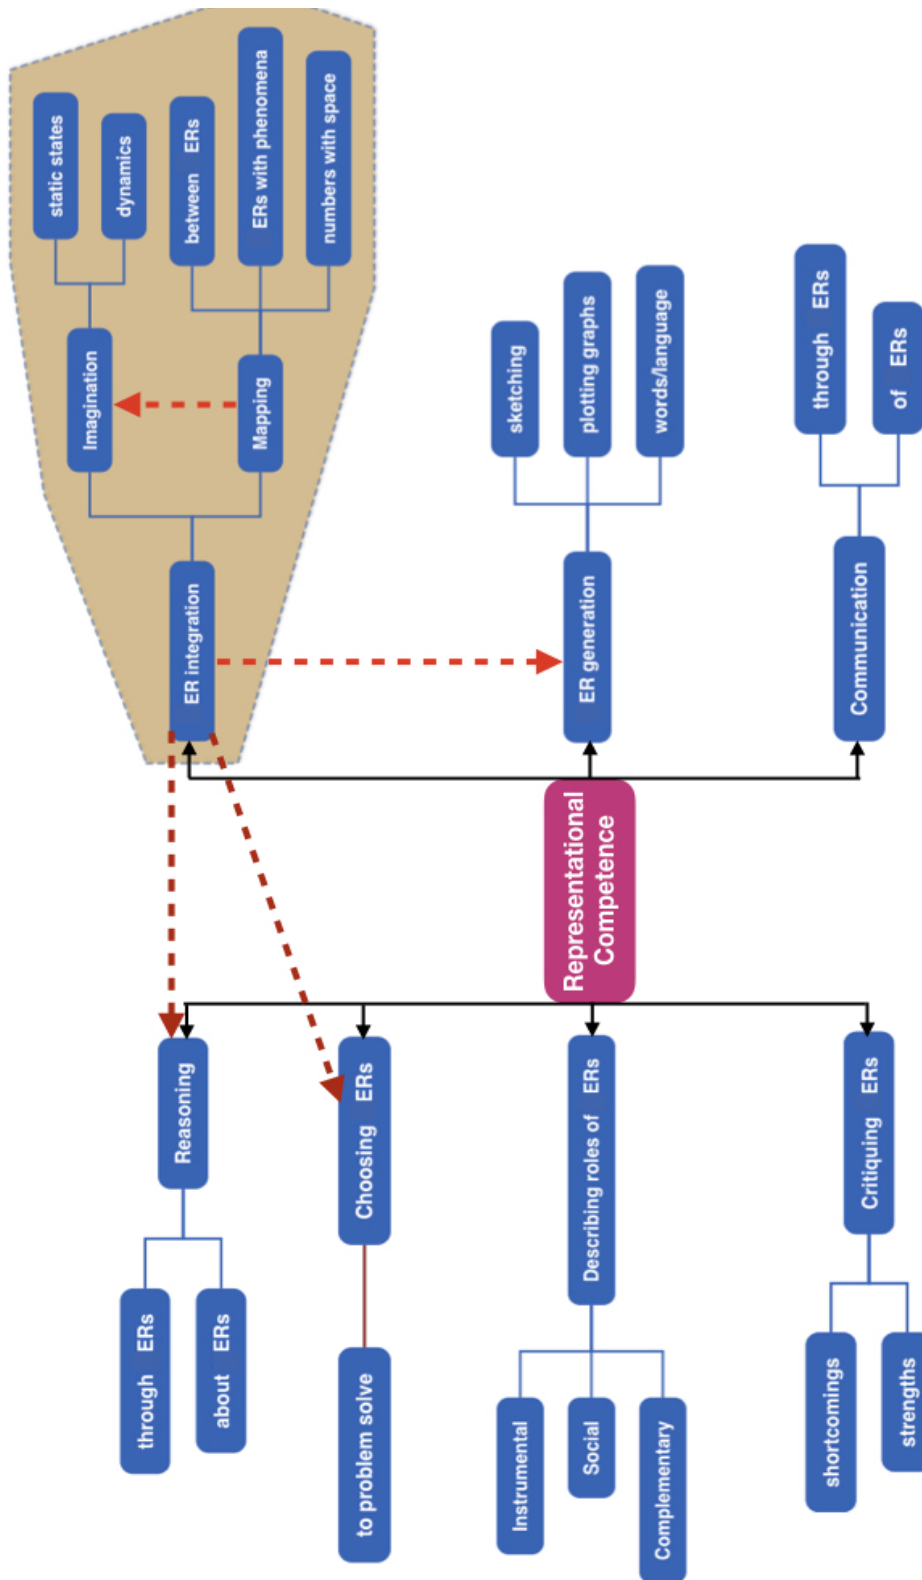 through ERs
about ERs
Reasoning
to problem solve
Choosing ERs
Instrumental
Social
Complementary
Describing roles of ERs
shortcomings
strengths
Critiquing ERs
Representational
Competence
ER integration
Imagination
static states
dynamics
Mapping
between ERs
ERs with phenomena
numbers with space
ER generation
sketching
plotting graphs
words/language
Communication
through ERs
of ERs